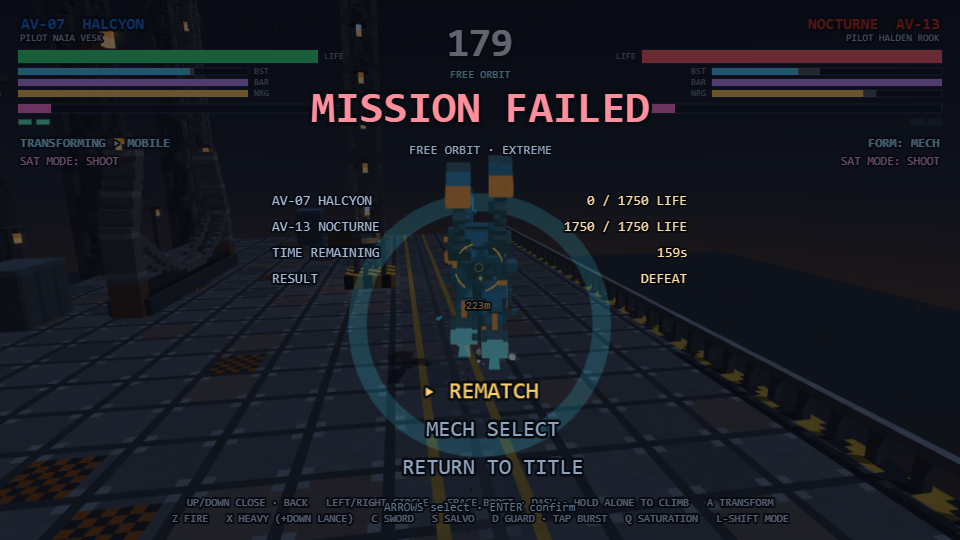 AV-07 HALCYON
PILOT NAIA VESK
LIFE
BST
BAR
NRG
TRANSFORMING ▸ MOBILE
SAT MODE: SHOOT
179
FREE ORBIT
NOCTURNE AV-13
PILOT HALDEN ROOK
LIFE
BST
BAR
NRG
FORM: MECH
SAT MODE: SHOOT
MISSION FAILED
FREE ORBIT · EXTREME
AV-07 HALCYON 0 / 1750 LIFE
AV-13 NOCTURNE 1750 / 1750 LIFE
TIME REMAINING 159s
RESULT DEFEAT
223m
▸ REMATCH
MECH SELECT
RETURN TO TITLE
UP/DOWN CLOSE · BACK LEFT/RIGHT · HOLD ALONE TO CLIMB A TRANSFORM
ARROWS select · ENTER confirm
Z FIRE X HEAVY (+DOWN LANCE) C SWORD S SALVO D GUARD · TAP BURST Q SATURATION L-SHIFT MODE